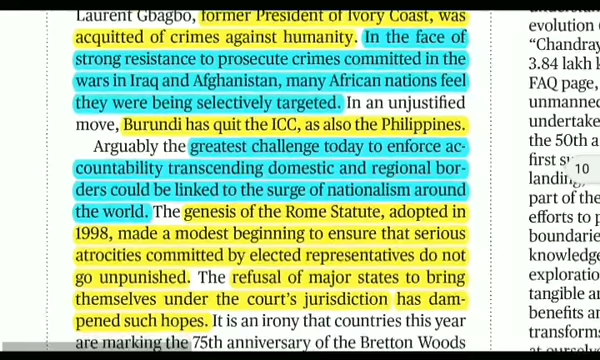 Laurent Gbagbo, former President of Ivory Coast, was
acquitted of crimes against humanity. In the face of
strong resistance to prosecute crimes committed in the
wars in Iraq and Afghanistan, many African nations feel
they were being selectively targeted. In an unjustified
move, Burundi has quit the ICC, as also the Philippines.
Arguably the greatest challenge today to enforce ac-
countability transcending domestic and regional bor-
ders could be linked to the surge of nationalism around
the world. The genesis of the Rome Statute, adopted in
1998, made a modest beginning to ensure that serious
atrocities committed by elected representatives do not
go unpunished. The refusal of major states to bring
themselves under the court's jurisdiction has dam-
pened such hopes. It is an irony that countries this year
are marking the 75th anniversary of the Bretton Woods
evolution
"Chandray
3.84 lakh
FAQ page,
unmanned
undertake
the 50th a
first
landing
part of the
efforts to p
boundarie
knowledge
exploratio
tangible a
benefits a
transform
10